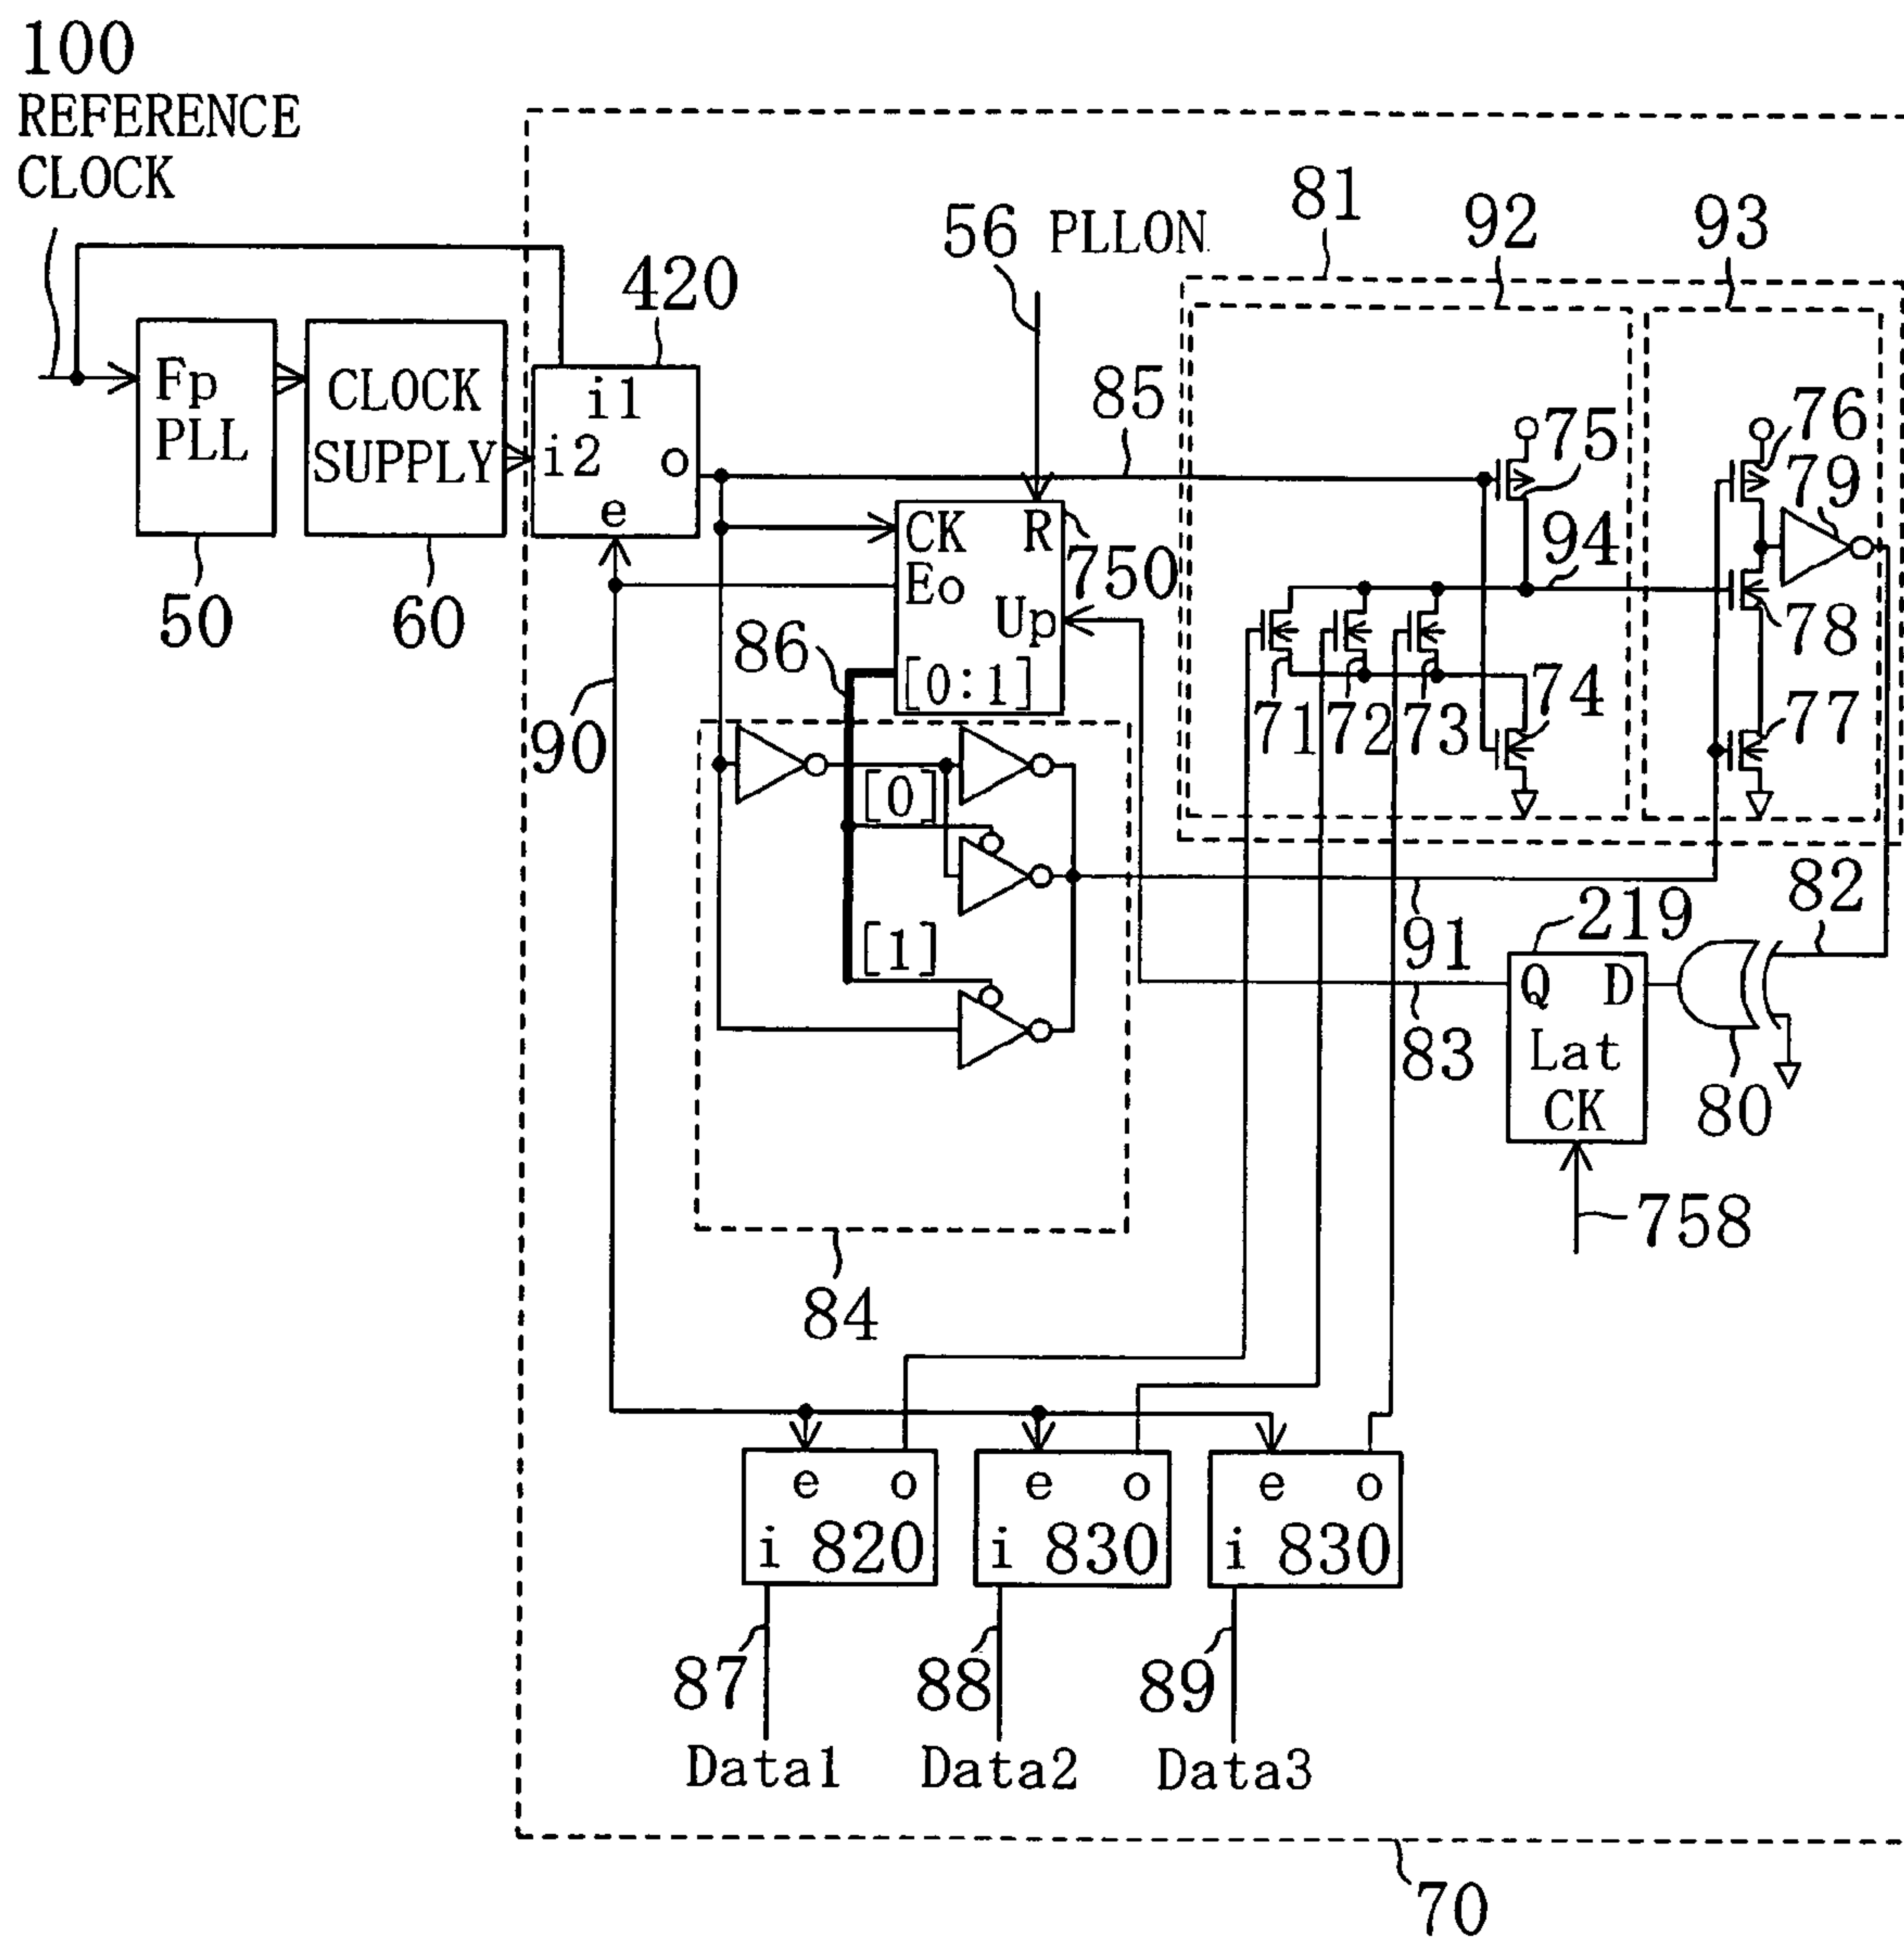 100
REFERENCE
CLOCK
81
92
93
56 PLLON
420
85
Fp
PLL
CLOCK
SUPPLY
i1
i2
o
e
75
76
79
94
CK
R
750
Eo
Up
[0:1]
78
50
60
86
90
71
72
73
74
77
[0]
[1]
91
82
219
Q
D
Lat
CK
83
80
758
84
e
o
i 820
e
o
i 830
e
o
i 830
87
88
89
Data1
Data2
Data3
70